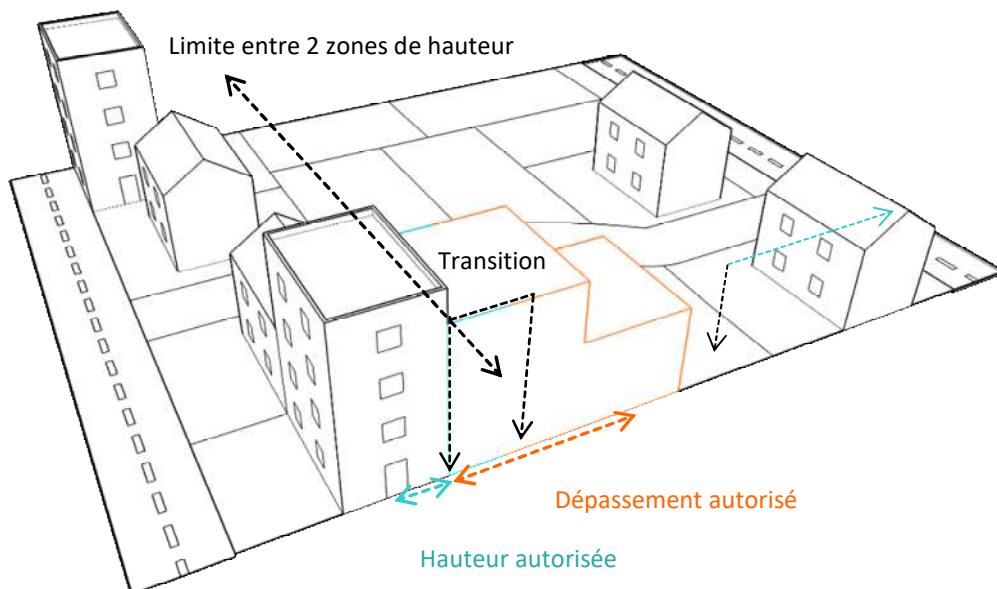 Limite entre 2 zones de hauteur
Transition
Dépassement autorisé
Hauteur autorisée